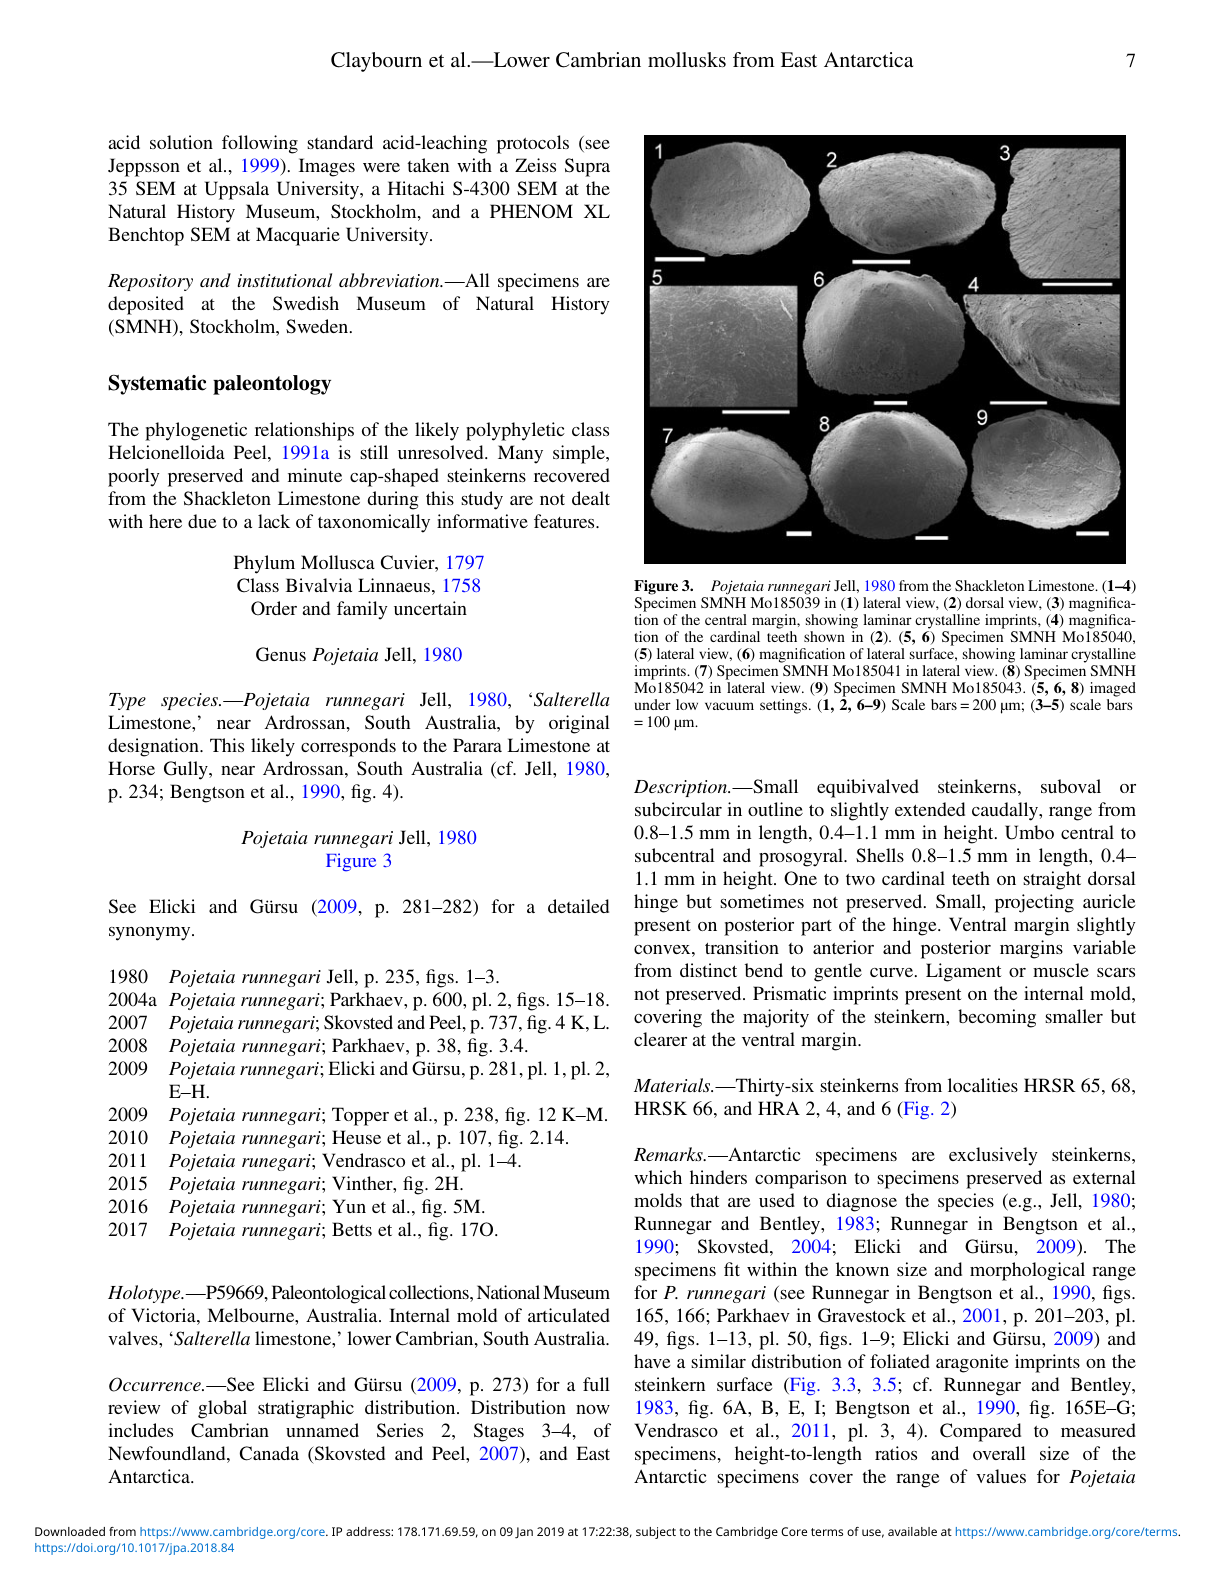 Claybourn et al.—Lower Cambrian mollusks from East Antarctica
7
acid solution following standard acid-leaching protocols (see
Jeppsson et al., 1999). Images were taken with a Zeiss Supra
35 SEM at Uppsala University, a Hitachi S-4300 SEM at the
Natural History Museum, Stockholm, and a PHENOM XL
Benchtop SEM at Macquarie University.
Repository and institutional abbreviation.—All specimens are
deposited at the Swedish Museum of Natural History
(SMNH), Stockholm, Sweden.
Systematic paleontology
The phylogenetic relationships of the likely polyphyletic class
Helcionelloida Peel, 1991a is still unresolved. Many simple,
poorly preserved and minute cap-shaped steinkerns recovered
from the Shackleton Limestone during this study are not dealt
with here due to a lack of taxonomically informative features.
Phylum Mollusca Cuvier, 1797
Class Bivalvia Linnaeus, 1758
Order and family uncertain
Genus Pojetaia Jell, 1980
Type species.—Pojetaia runnegari Jell, 1980, ‘Salterella
Limestone,’ near Ardrossan, South Australia, by original
designation. This likely corresponds to the Parara Limestone at
Horse Gully, near Ardrossan, South Australia (cf. Jell, 1980,
p. 234; Bengtson et al., 1990, fig. 4).
Pojetaia runnegari Jell, 1980
Figure 3
See Elicki and Gürsu (2009, p. 281–282) for a detailed
synonymy.
1980 Pojetaia runnegari Jell, p. 235, figs. 1–3.
2004a Pojetaia runnegari; Parkhaev, p. 600, pl. 2, figs. 15–18.
2007 Pojetaia runnegari; Skovsted and Peel, p. 737, fig. 4 K, L.
2008 Pojetaia runnegari; Parkhaev, p. 38, fig. 3.4.
2009 Pojetaia runnegari; Elicki and Gürsu, p. 281, pl. 1, pl. 2,
E–H.
2009 Pojetaia runnegari; Topper et al., p. 238, fig. 12 K–M.
2010 Pojetaia runnegari; Heuse et al., p. 107, fig. 2.14.
2011 Pojetaia runegari; Vendrasco et al., pl. 1–4.
2015 Pojetaia runnegari; Vinther, fig. 2H.
2016 Pojetaia runnegari; Yun et al., fig. 5M.
2017 Pojetaia runnegari; Betts et al., fig. 17O.
Holotype.—P59669, Paleontological collections, National Museum
of Victoria, Melbourne, Australia. Internal mold of articulated
valves, ‘Salterella limestone,’ lower Cambrian, South Australia.
Occurrence.—See Elicki and Gürsu (2009, p. 273) for a full
review of global stratigraphic distribution. Distribution now
includes Cambrian unnamed Series 2, Stages 3–4, of
Newfoundland, Canada (Skovsted and Peel, 2007), and East
Antarctica.
1
2
3
5
6
4
7
8
9
Figure 3. Pojetaia runnegari Jell, 1980 from the Shackleton Limestone. (1–4)
Specimen SMNH Mo185039 in (1) lateral view, (2) dorsal view, (3) magnifica-
tion of the central margin, showing laminar crystalline imprints, (4) magnifica-
tion of the cardinal teeth shown in (2). (5, 6) Specimen SMNH Mo185040,
(5) lateral view, (6) magnification of lateral surface, showing laminar crystalline
imprints. (7) Specimen SMNH Mo185041 in lateral view. (8) Specimen SMNH
Mo185042 in lateral view. (9) Specimen SMNH Mo185043. (5, 6, 8) imaged
under low vacuum settings. (1, 2, 6–9) Scale bars = 200 µm; (3–5) scale bars
= 100 µm.
Description.—Small equibivalved steinkerns, suboval or
subcircular in outline to slightly extended caudally, range from
0.8–1.5 mm in length, 0.4–1.1 mm in height. Umbo central to
subcentral and prosogyral. Shells 0.8–1.5 mm in length, 0.4–
1.1 mm in height. One to two cardinal teeth on straight dorsal
hinge but sometimes not preserved. Small, projecting auricle
present on posterior part of the hinge. Ventral margin slightly
convex, transition to anterior and posterior margins variable
from distinct bend to gentle curve. Ligament or muscle scars
not preserved. Prismatic imprints present on the internal mold,
covering the majority of the steinkern, becoming smaller but
clearer at the ventral margin.
Materials.—Thirty-six steinkerns from localities HRSR 65, 68,
HRSK 66, and HRA 2, 4, and 6 (Fig. 2)
Remarks.—Antarctic specimens are exclusively steinkerns,
which hinders comparison to specimens preserved as external
molds that are used to diagnose the species (e.g., Jell, 1980;
Runnegar and Bentley, 1983; Runnegar in Bengtson et al.,
1990; Skovsted, 2004; Elicki and Gürsu, 2009). The
specimens fit within the known size and morphological range
for P. runnegari (see Runnegar in Bengtson et al., 1990, figs.
165, 166; Parkhaev in Gravestock et al., 2001, p. 201–203, pl.
49, figs. 1–13, pl. 50, figs. 1–9; Elicki and Gürsu, 2009) and
have a similar distribution of foliated aragonite imprints on the
steinkern surface (Fig. 3.3, 3.5; cf. Runnegar and Bentley,
1983, fig. 6A, B, E, I; Bengtson et al., 1990, fig. 165E–G;
Vendrasco et al., 2011, pl. 3, 4). Compared to measured
specimens, height-to-length ratios and overall size of the
Antarctic specimens cover the range of values for Pojetaia
Downloaded from https://www.cambridge.org/core. IP address: 178.171.69.59, on 09 Jan 2019 at 17:22:38, subject to the Cambridge Core terms of use, available at https://www.cambridge.org/core/terms.
https://doi.org/10.1017/jpa.2018.84